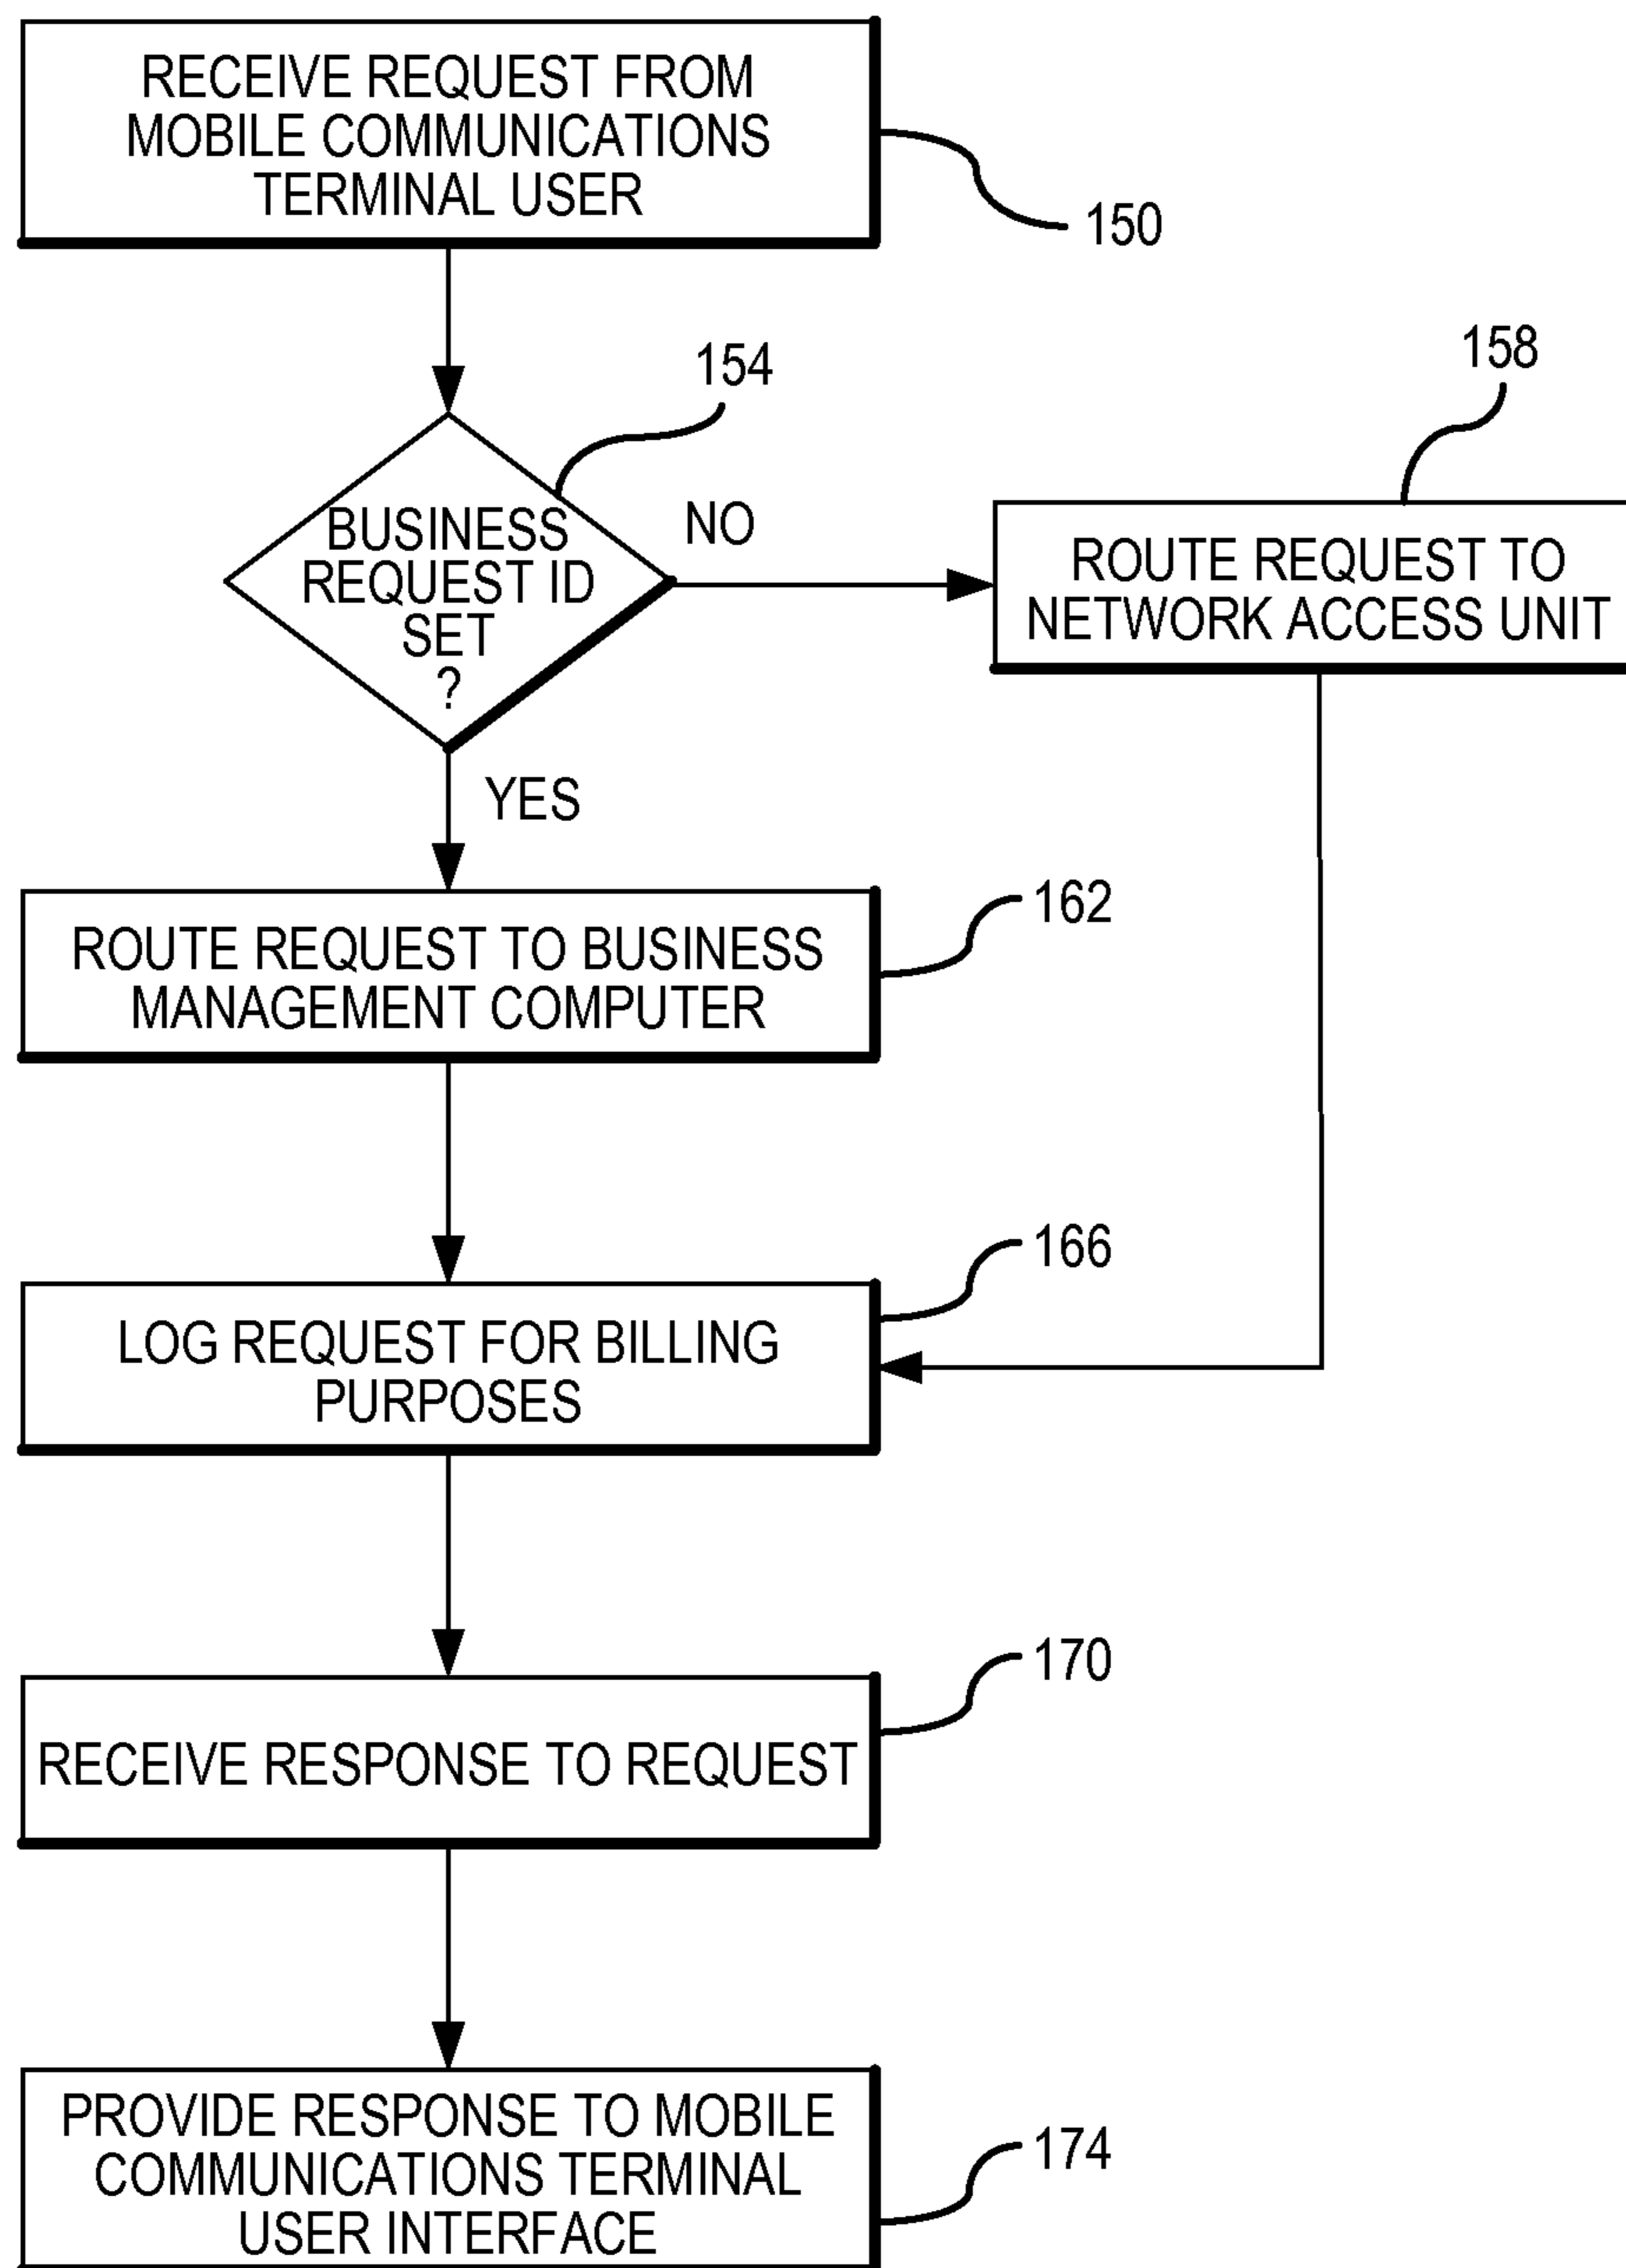 RECEIVE REQUEST FROM
MOBILE COMMUNICATIONS
TERMINAL USER
150
154
158
BUSINESS
REQUEST ID
SET
?
NO
ROUTE REQUEST TO
NETWORK ACCESS UNIT
YES
162
ROUTE REQUEST TO BUSINESS
MANAGEMENT COMPUTER
166
LOG REQUEST FOR BILLING
PURPOSES
170
RECEIVE RESPONSE TO REQUEST
PROVIDE RESPONSE TO MOBILE
COMMUNICATIONS TERMINAL
USER INTERFACE
174